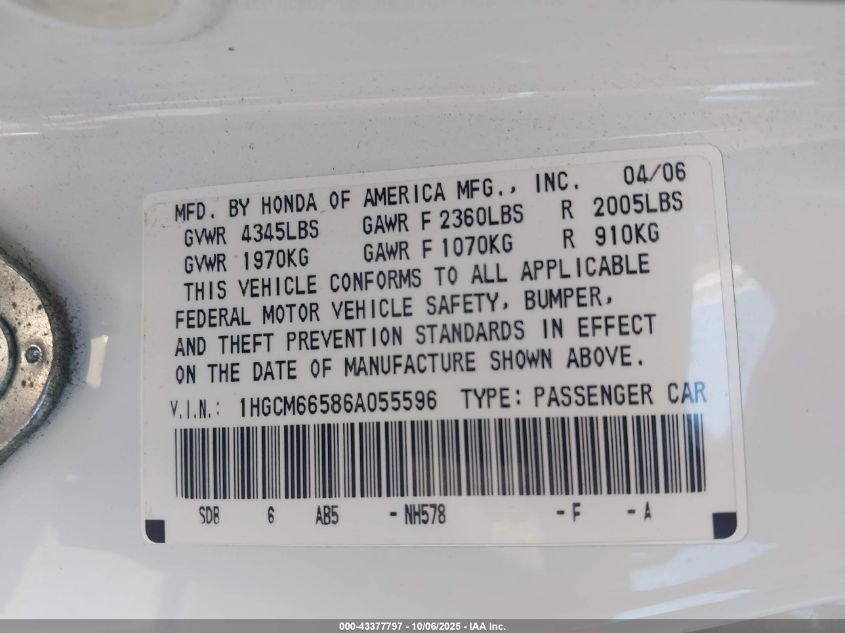 MFD. BY HONDA OF AMERICA MFG., INC. 04/06
GVWR 4345LBS GAWR F 2360LBS R 2005LBS
GVWR 1970KG GAWR F 1070KG R 910KG
THIS VEHICLE CONFORMS TO ALL APPLICABLE
FEDERAL MOTOR VEHICLE SAFETY, BUMPER,
AND THEFT PREVENTION STANDARDS IN EFFECT
ON THE DATE OF MANUFACTURE SHOWN ABOVE.
V.I.N.: 1HGCM66586A055596 TYPE: PASSENGER CAR
SDB 6 AB5 -NH578 -F -A
000-43377797 - 10/06/2025 - IAA Inc.